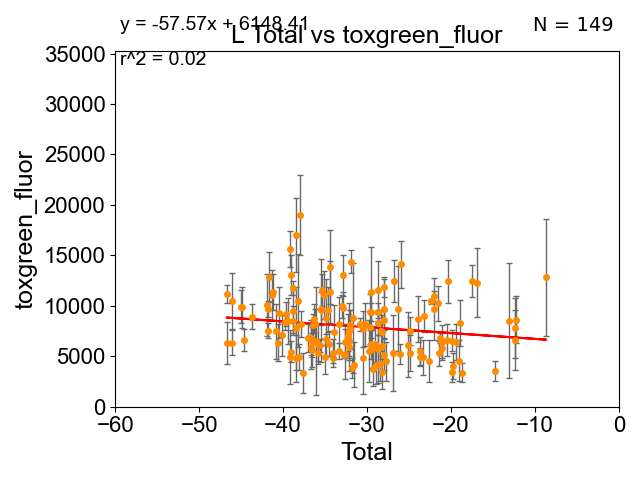 y = -57.57x + 6148.41
L Total vs toxgreen_fluor
N = 149
r^2 = 0.02
35000
30000
25000
20000
15000
10000
5000
0
toxgreen_fluor
−60
−50
−40
−30
−20
−10
0
Total